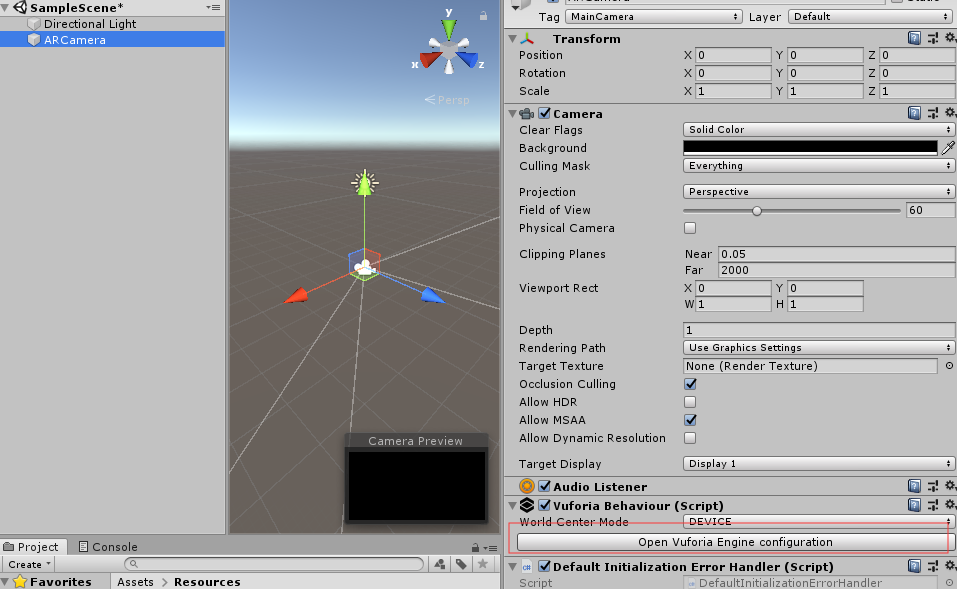 SampleScene*
Directional Light
ARCamera
y
x
z
Persp
Camera Preview
Tag MainCamera Layer Default
Transform
Position X 0 Y 0 Z 0
Rotation X 0 Y 0 Z 0
Scale X 1 Y 1 Z 1
Camera
Clear Flags Solid Color
Background
Culling Mask Everything
Projection Perspective
Field of View 60
Physical Camera
Clipping Planes Near 0.05
Far 2000
Viewport Rect X 0 Y 0
W 1 H 1
Depth 1
Rendering Path Use Graphics Settings
Target Texture None (Render Texture)
Occlusion Culling
Allow HDR
Allow MSAA
Allow Dynamic Resolution
Target Display Display 1
Audio Listener
Vuforia Behaviour (Script)
World Center Mode DEVICE
Open Vuforia Engine configuration
Default Initialization Error Handler (Script)
Script DefaultInitializationErrorHandler
Project Console
Create
Favorites Assets > Resources